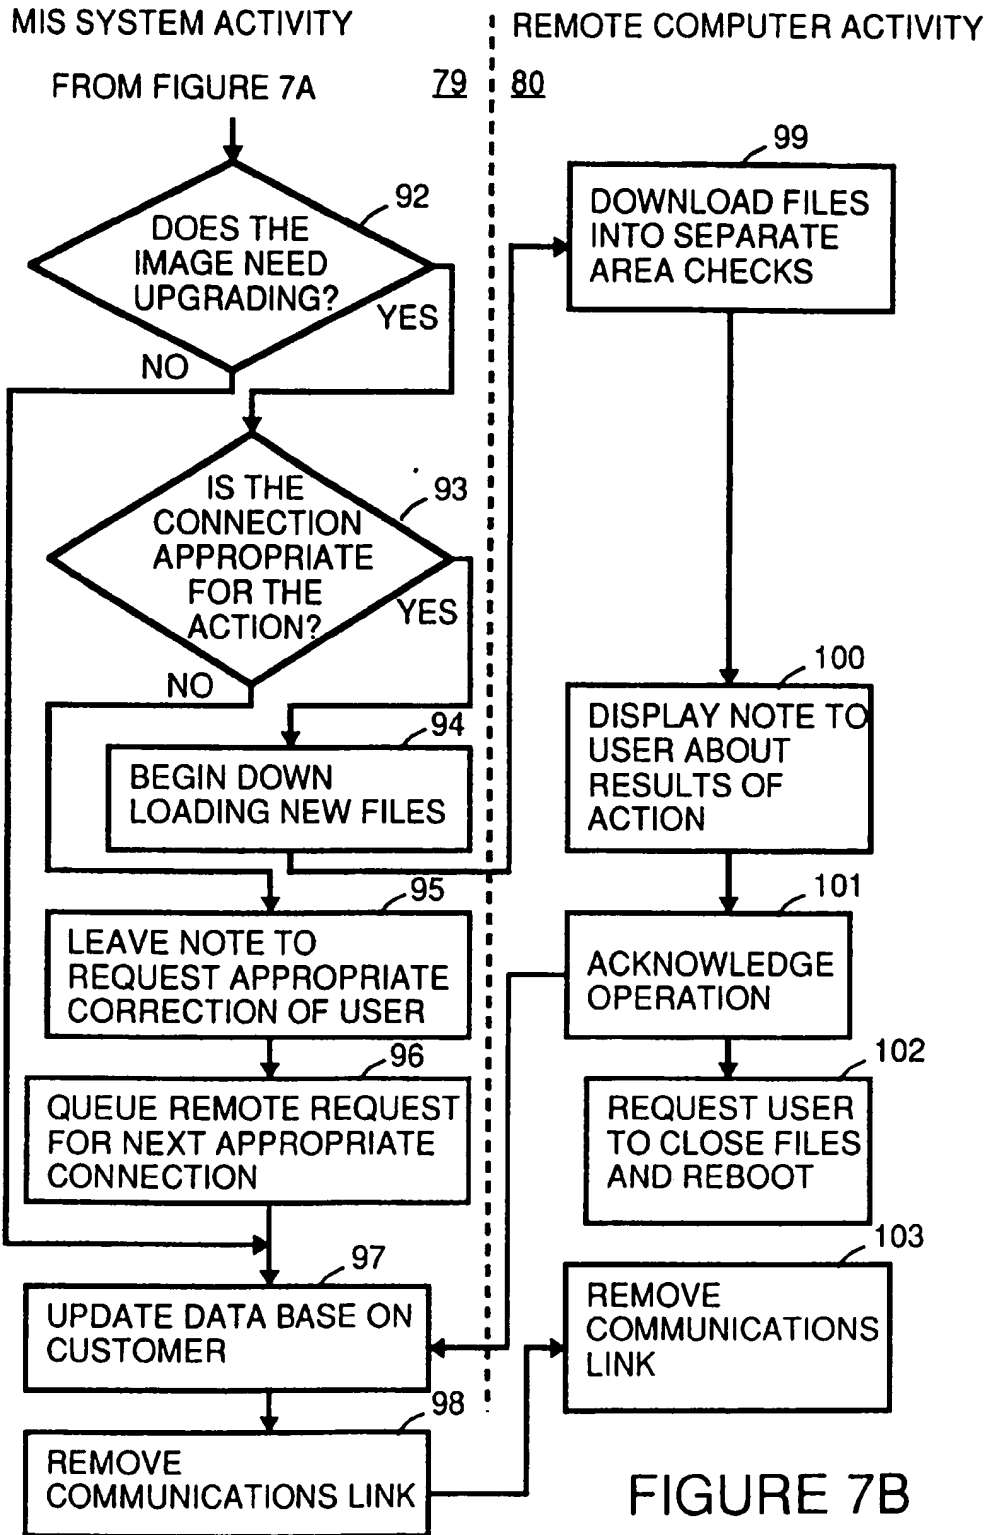 MIS SYSTEM ACTIVITY
REMOTE COMPUTER ACTIVITY
FROM FIGURE 7A
79
80
92
DOES THE
IMAGE NEED
UPGRADING?
YES
NO
93
IS THE
CONNECTION
APPROPRIATE
FOR THE
ACTION?
YES
NO
94
BEGIN DOWN
LOADING NEW FILES
95
LEAVE NOTE TO
REQUEST APPROPRIATE
CORRECTION OF USER
96
QUEUE REMOTE REQUEST
FOR NEXT APPROPRIATE
CONNECTION
97
UPDATE DATA BASE ON
CUSTOMER
98
REMOVE
COMMUNICATIONS LINK
99
DOWNLOAD FILES
INTO SEPARATE
AREA CHECKS
100
DISPLAY NOTE TO
USER ABOUT
RESULTS OF
ACTION
101
ACKNOWLEDGE
OPERATION
102
REQUEST USER
TO CLOSE FILES
AND REBOOT
103
REMOVE
COMMUNICATIONS
LINK
FIGURE 7B